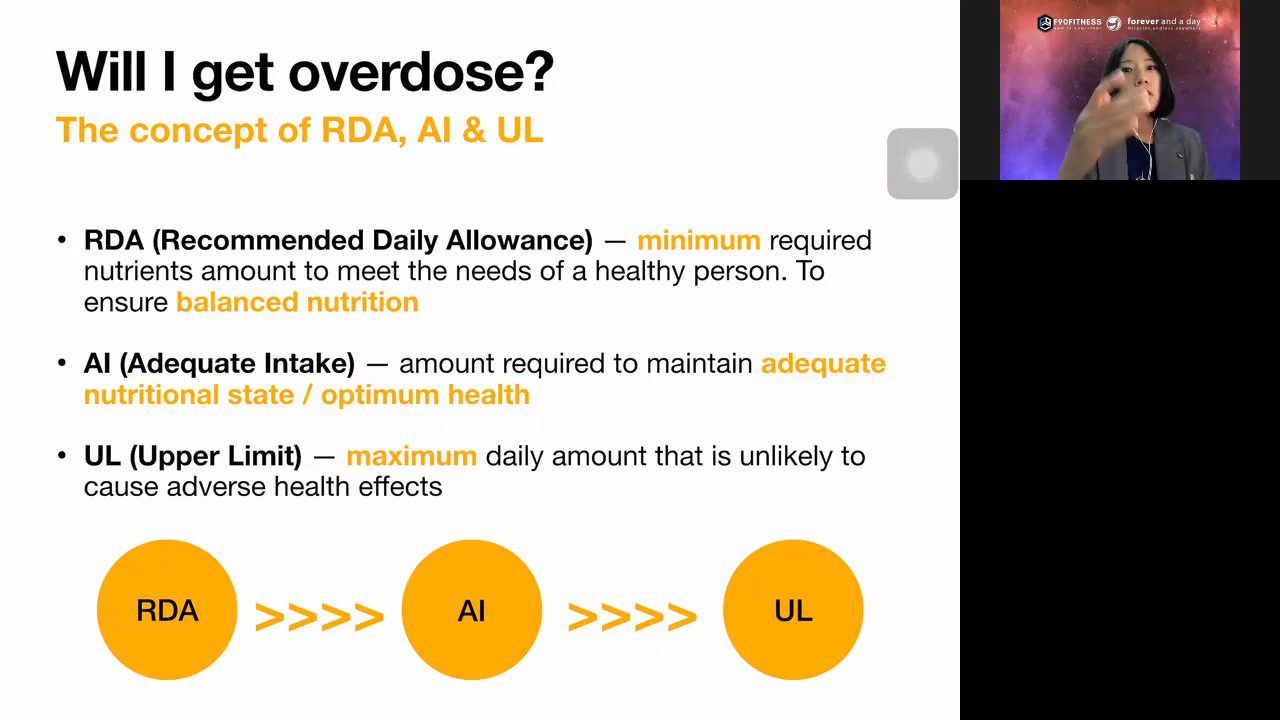 Will I get overdose?
The concept of RDA, AI & UL
• RDA (Recommended Daily Allowance) — minimum required
nutrients amount to meet the needs of a healthy person. To
ensure balanced nutrition
• AI (Adequate Intake) — amount required to maintain adequate
nutritional state / optimum health
• UL (Upper Limit) — maximum daily amount that is unlikely to
cause adverse health effects
RDA >>>> AI >>>> UL
F90FITNESS
forever and a day